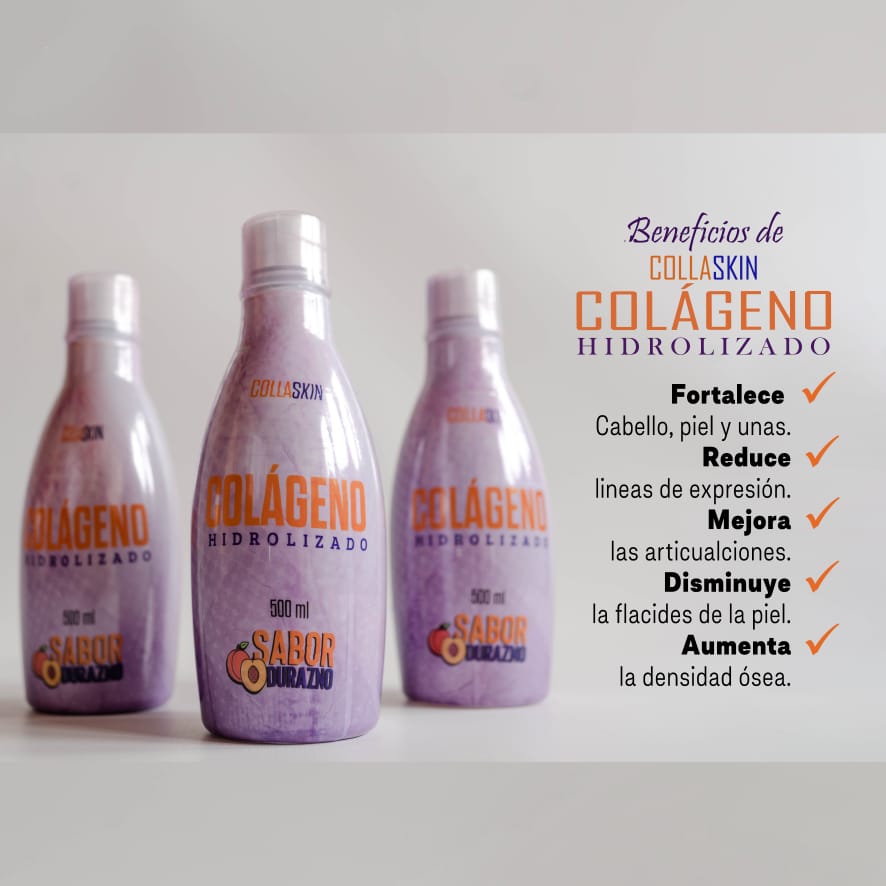 COLLASKIN
COLÁGENO
HIDROLIZADO
500 ml
SABOR
DURAZNO
COLLASKIN
COLÁGENO
HIDROLIZADO
500 ml
SABOR
DURAZNO
COLLASKIN
COLÁGENO
HIDROLIZADO
500 ml
SABOR
DURAZNO
Beneficios de
COLLASKIN
COLÁGENO
HIDROLIZADO
Fortalece
Cabello, piel y unas.
Reduce
lineas de expresión.
Mejora
las articualciones.
Disminuye
la flacides de la piel.
Aumenta
la densidad ósea.